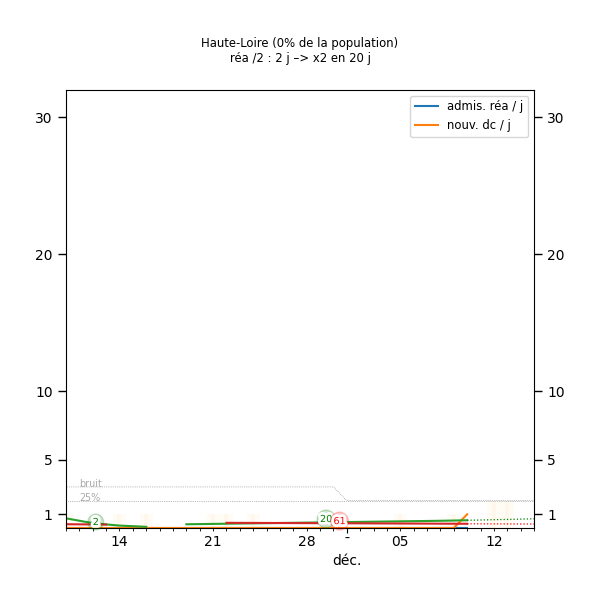 Haute-Loire (0% de la population)
réa /2 : 2 j –> x2 en 20 j
admis. réa / j
nouv. dc / j
30 30
20 20
10 10
5 5
bruit
25%
1 1
2 20 61
14 21 28 - 05 12
déc.